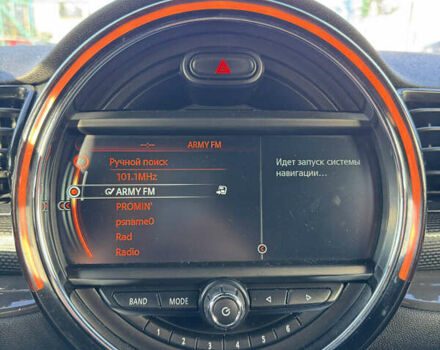 --:-- ARMY FM
Ручной поиск
101.1MHz
ARMY FM
PROMIN'
psname0
Rad
Radio
Идет запуск системы
навигации...
BAND MODE
1 2 3 4 5 6